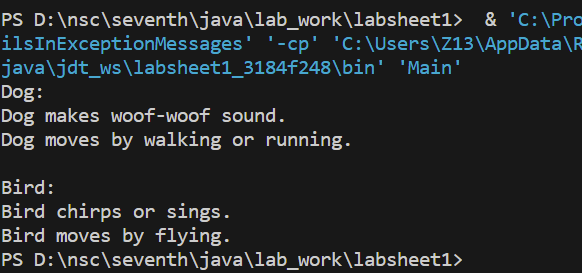 PS D:\nsc\seventh\java\lab_work\labsheet1>  & 'C:\Pro
ilsInExceptionMessages' '-cp' 'C:\Users\Z13\AppData\R
java\jdt_ws\labsheet1_3184f248\bin' 'Main'
Dog:
Dog makes woof-woof sound.
Dog moves by walking or running.

Bird:
Bird chirps or sings.
Bird moves by flying.
PS D:\nsc\seventh\java\lab_work\labsheet1>